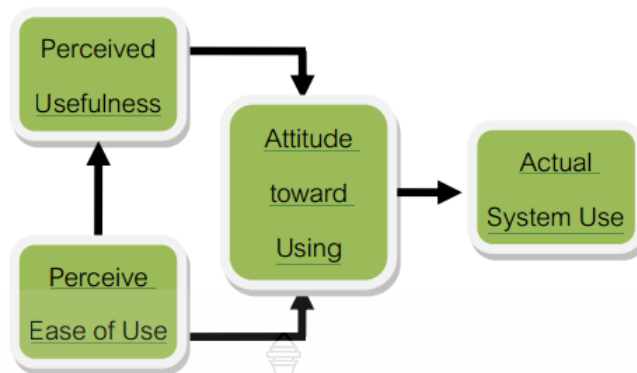 Perceived
Usefulness
Attitude
toward
Using
Actual
System Use
Perceive
Ease of Use